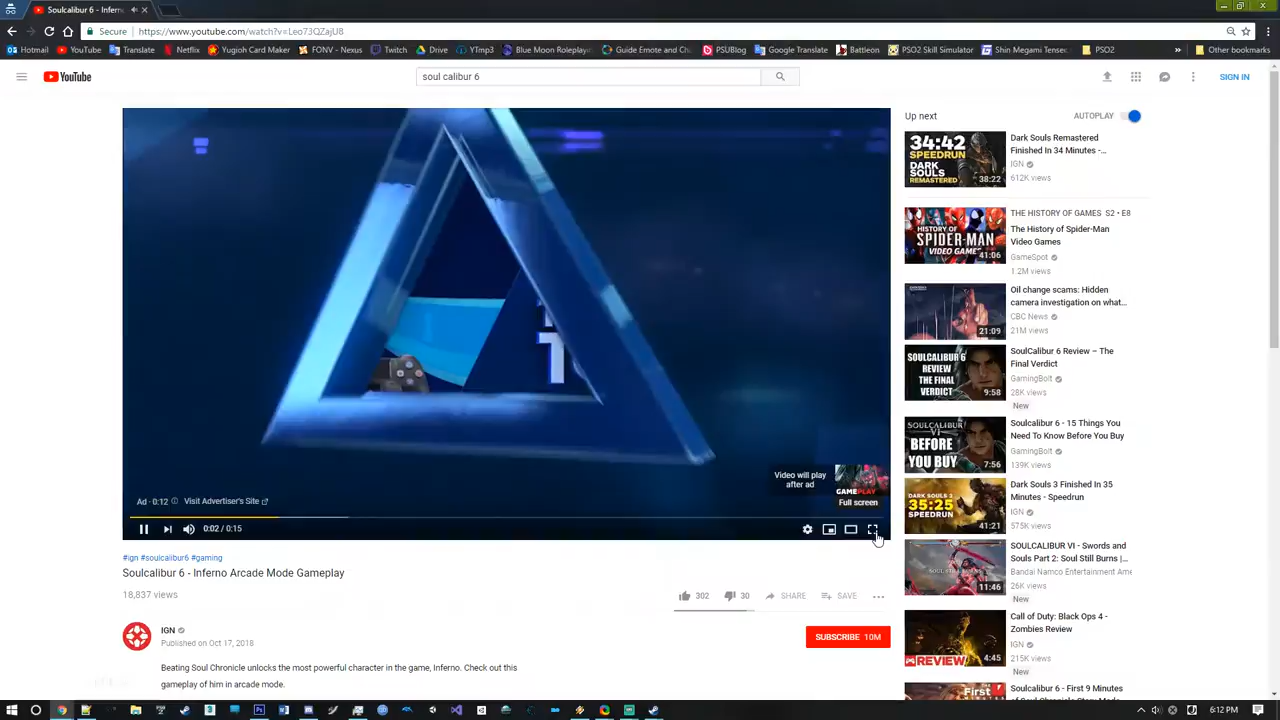 Soulcalibur 6 - Infern
Secure
https://www.youtube.com/watch?v=Leo73QZajU8
Hotmail
YouTube
Translate
Netflix
Yugioh Card Maker
FONV - Nexus
Twitch
Drive
YTmp3
Blue Moon Roleplay
Guide Emote and Ch
PSUBlog
Google Translate
Battleon
PSO2 Skill Simulator
Shin Megami Tensei
PSO2
»
Other bookmarks
YouTube
soul calibur 6
SIGN IN
Up next
AUTOPLAY
34:42
SPEEDRUN
DARK
SOULS
REMASTERED
38:22
Dark Souls Remastered
Finished In 34 Minutes -...
IGN
612K views
HISTORY OF
SPIDER-MAN
VIDEO GAMES
41:06
THE HISTORY OF GAMES S2 • E8
The History of Spider-Man
Video Games
GameSpot
1.2M views
21:09
Oil change scams: Hidden
camera investigation on what...
CBC News
21M views
SOULCALIBUR 6
REVIEW
THE FINAL
VERDICT
9:58
SoulCalibur 6 Review – The
Final Verdict
GamingBolt
28K views
New
SOULCALIBUR VI
BEFORE
YOU BUY
7:56
Soulcalibur 6 - 15 Things You
Need To Know Before You Buy
GamingBolt
139K views
DARK SOULS 3
35:25
SPEEDRUN
41:21
Dark Souls 3 Finished In 35
Minutes - Speedrun
IGN
575K views
11:46
SOULCALIBUR VI - Swords and
Souls Part 2: Soul Still Burns |...
Bandai Namco Entertainment Ame
26K views
New
REVIEW
4:45
Call of Duty: Black Ops 4 -
Zombies Review
IGN
215K views
New
The First
Soulcalibur 6 - First 9 Minutes
Video will play
after ad
GAMEPLAY
Full screen
Ad · 0:12
Visit Advertiser's Site
0:02 / 0:15
#ign #soulcalibur6 #gaming
Soulcalibur 6 - Inferno Arcade Mode Gameplay
18,837 views
302
30
SHARE
SAVE
IGN
Published on Oct 17, 2018
SUBSCRIBE 10M
Beating Soul Chronicle unlocks the most powerful character in the game, Inferno. Check out this
gameplay of him in arcade mode.
6:12 PM